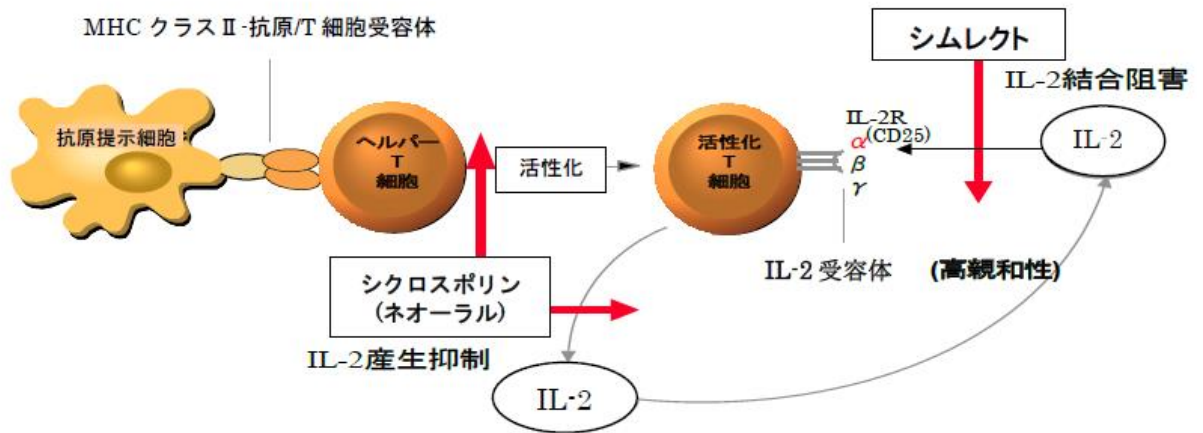 MHC クラスⅡ-抗原/T 細胞受容体
シムレクト
IL-2結合阻害
抗原提示細胞
ヘルパー
T
細胞
活性化
活性化
T
細胞
IL-2R
α(CD25)
β
γ
IL-2
シクロスポリン
(ネオーラル)
IL-2 受容体
(高親和性)
IL-2産生抑制
IL-2